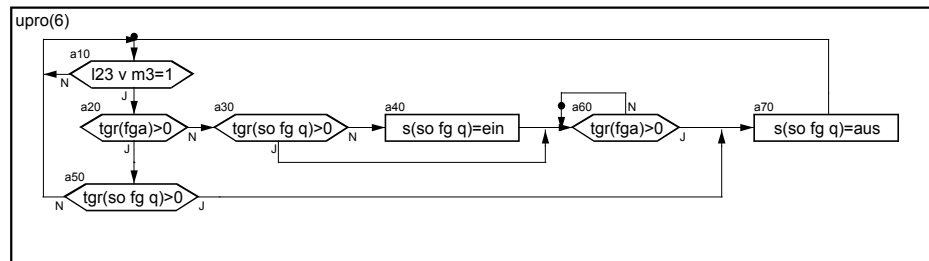 upro(6)
a10
l23 v m3=1
N
J
a20
tgr(fga)>0
N
J
a30
tgr(so fg q)>0
N
J
a40
s(so fg q)=ein
a60
N
tgr(fga)>0
J
a70
s(so fg q)=aus
a50
tgr(so fg q)>0
N
J